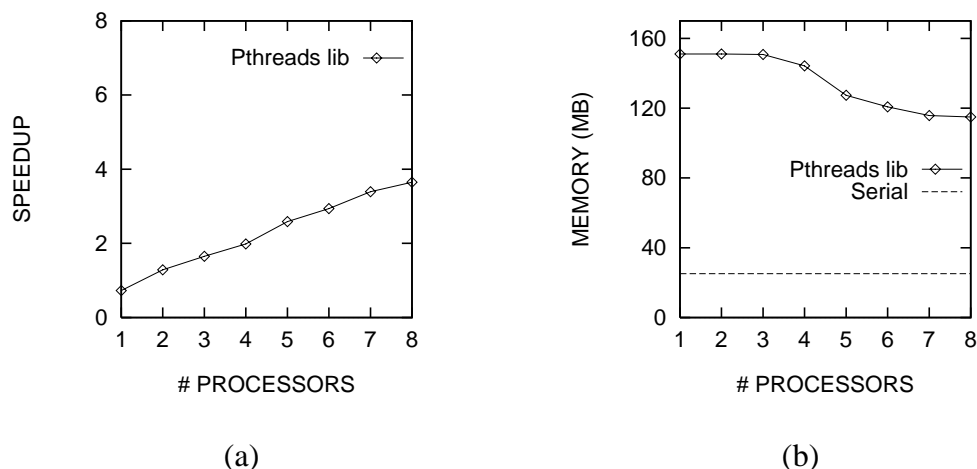 8
6
4
2
0
SPEEDUP
Pthreads lib
1 2 3 4 5 6 7 8
# PROCESSORS
(a)
160
120
80
40
0
MEMORY (MB)
Pthreads lib
Serial
1 2 3 4 5 6 7 8
# PROCESSORS
(b)